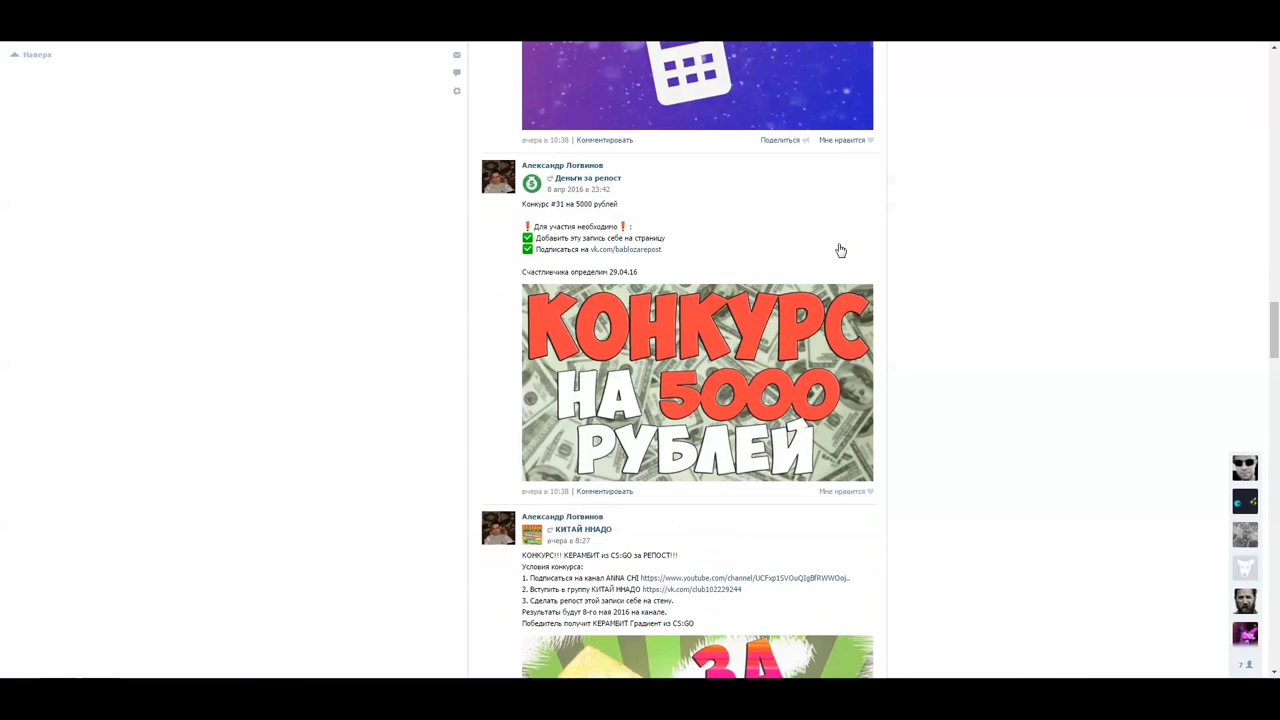 Наверх
вчера в 10:38 | Комментировать Поделиться Мне нравится
Александр Логвинов
Деньги за репост
8 апр 2016 в 23:42
Конкурс #31 на 5000 рублей
❗ Для участия необходимо ❗ :
✅ Добавить эту запись себе на страницу
✅ Подписаться на vk.com/bablozarepost
Счастливчика определим 29.04.16
КОНКУРС
НА 5000
РУБЛЕЙ
вчера в 10:38 | Комментировать Мне нравится
Александр Логвинов
КИТАЙ ННАДО
вчера в 8:27
КОНКУРС!!! КЕРАМБИТ из CS:GO за РЕПОСТ!!!
Условия конкурса:
1. Подписаться на канал ANNA CHI https://www.youtube.com/channel/UCFxp1SVOuQIgBfRWWOoj..
2. Вступить в группу КИТАЙ ННАДО https://vk.com/club102229244
3. Сделать репост этой записи себе на стену.
Результаты будут 8-го мая 2016 на канале.
Победитель получит КЕРАМБИТ Градиент из CS:GO
ЗА
7